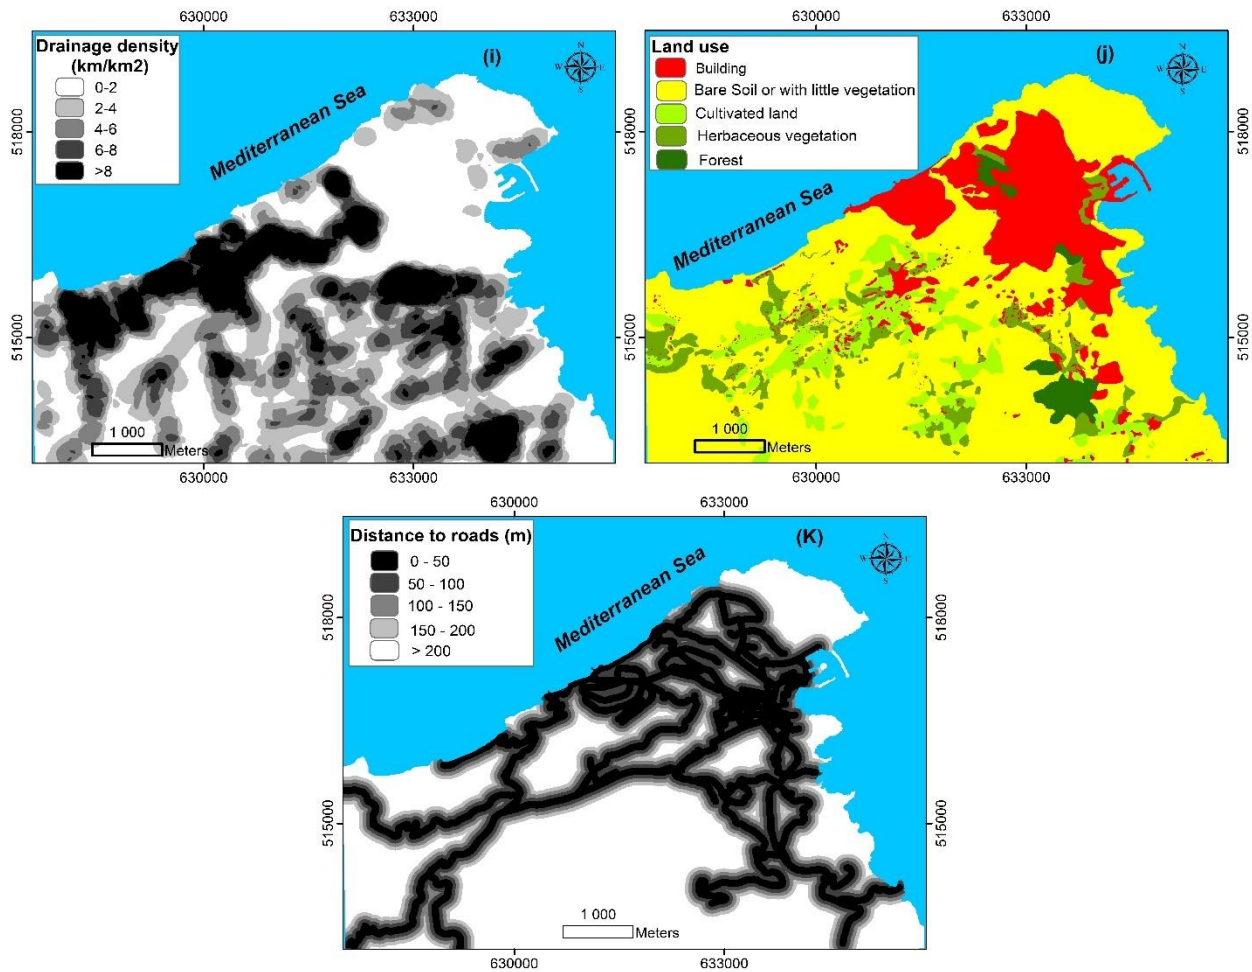 630000 633000
Drainage density
(km/km2)
0-2
2-4
4-6
6-8
>8
(i)
N
W E
S
Mediterranean Sea
518000
515000
1 000
Meters
630000 633000
630000 633000
Land use
Building
Bare Soil or with little vegetation
Cultivated land
Herbaceous vegetation
Forest
(j)
N
W E
S
Mediterranean Sea
518000
515000
1 000
Meters
630000 633000
630000 633000
Distance to roads (m)
0 - 50
50 - 100
100 - 150
150 - 200
> 200
(K)
N
W E
S
Mediterranean Sea
518000
518000
515000
515000
1 000
Meters
630000 633000